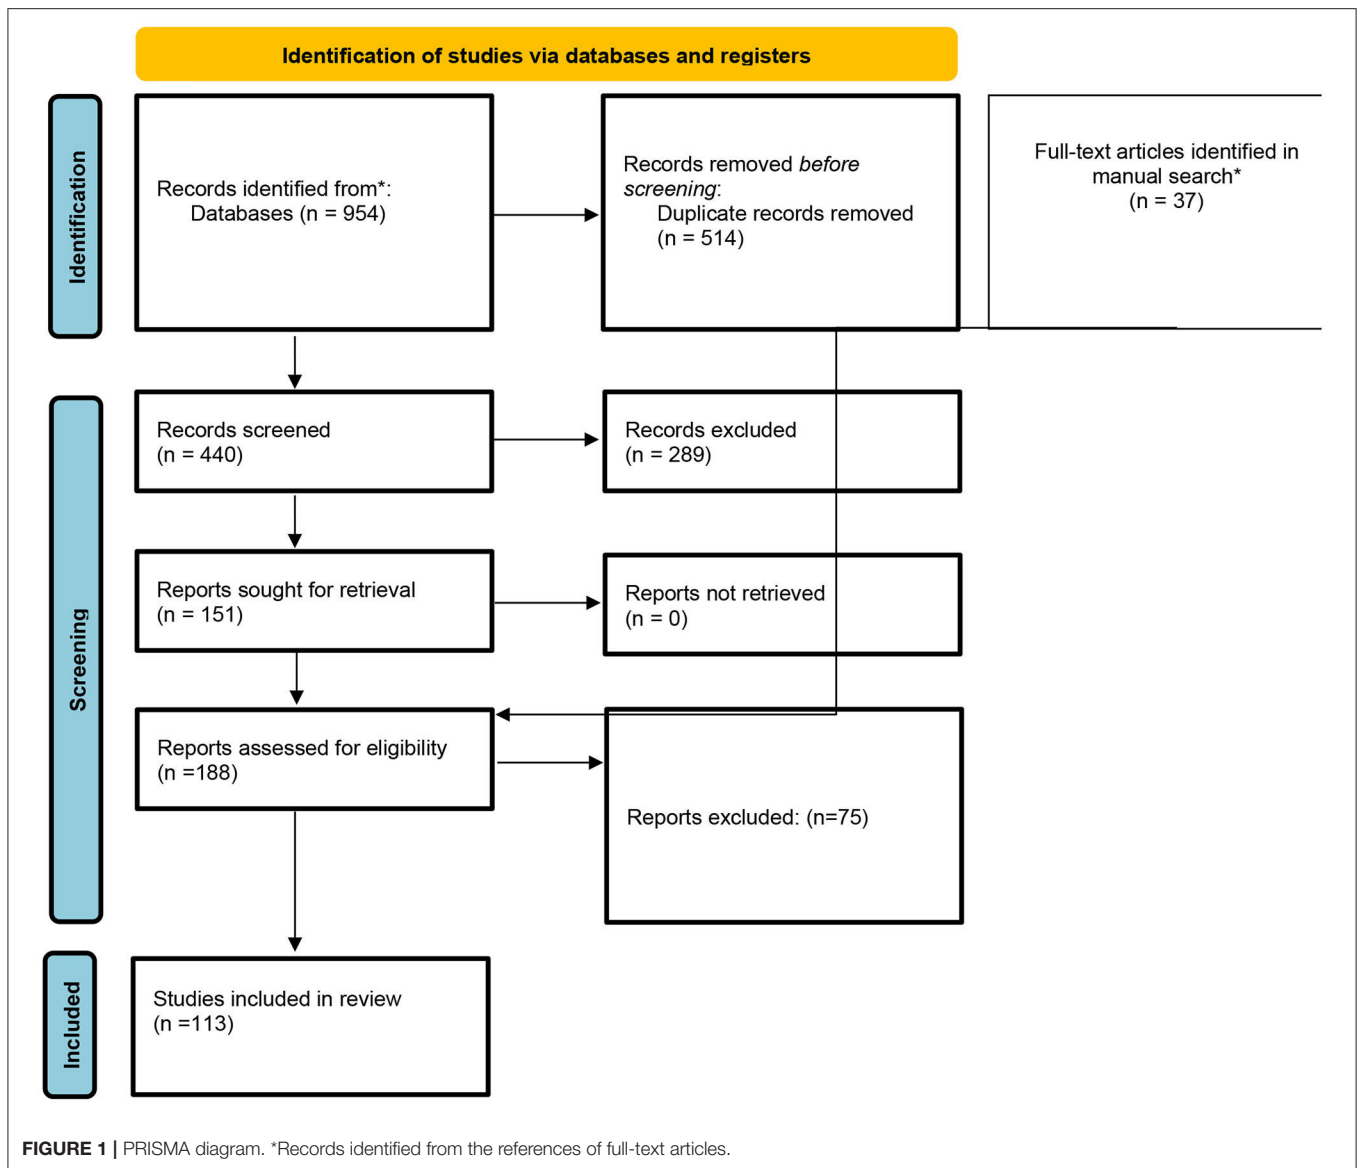 Identification of studies via databases and registers
Identification
Records identified from*:
Databases (n = 954)
Records removed before
screening:
Duplicate records removed
(n = 514)
Full-text articles identified in
manual search*
(n = 37)
Screening
Records screened
(n = 440)
Records excluded
(n = 289)
Reports sought for retrieval
(n = 151)
Reports not retrieved
(n = 0)
Reports assessed for eligibility
(n =188)
Reports excluded: (n=75)
Included
Studies included in review
(n =113)
FIGURE 1 | PRISMA diagram. *Records identified from the references of full-text articles.